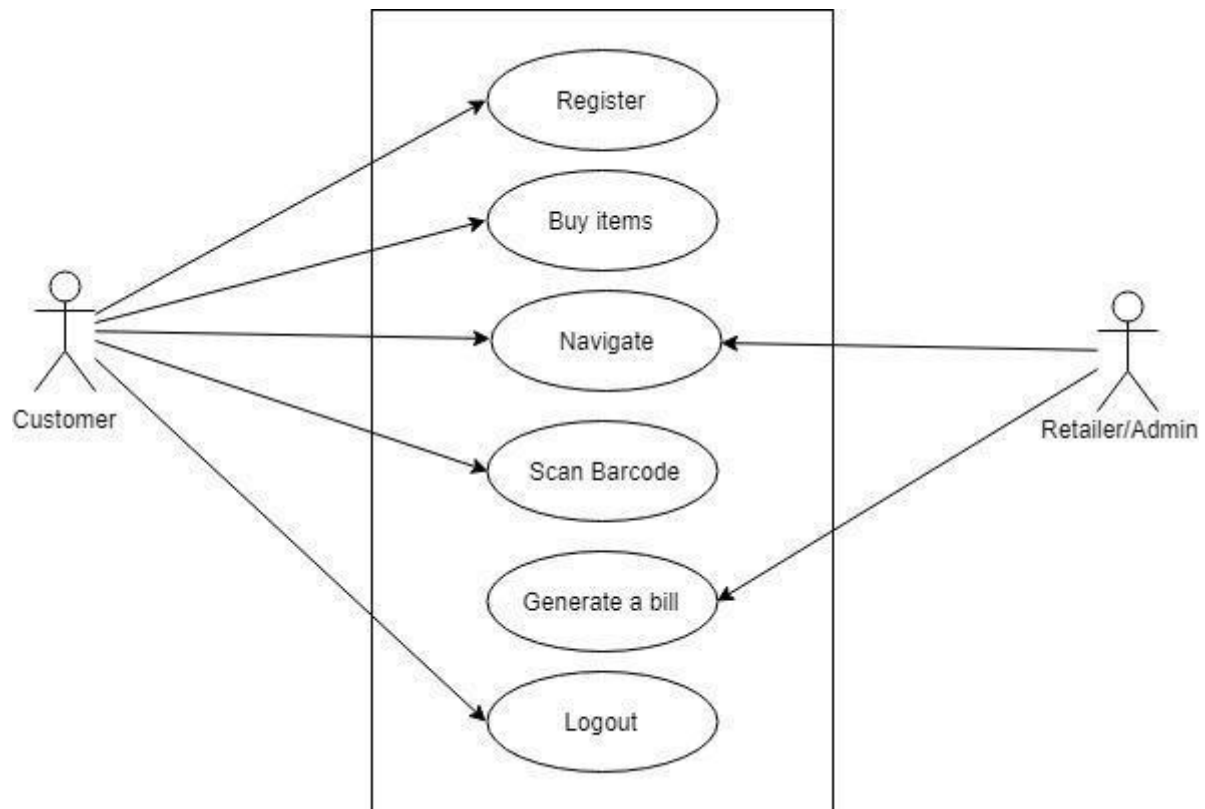 Register
Buy items
Navigate
Scan Barcode
Generate a bill
Logout
Customer
Retailer/Admin